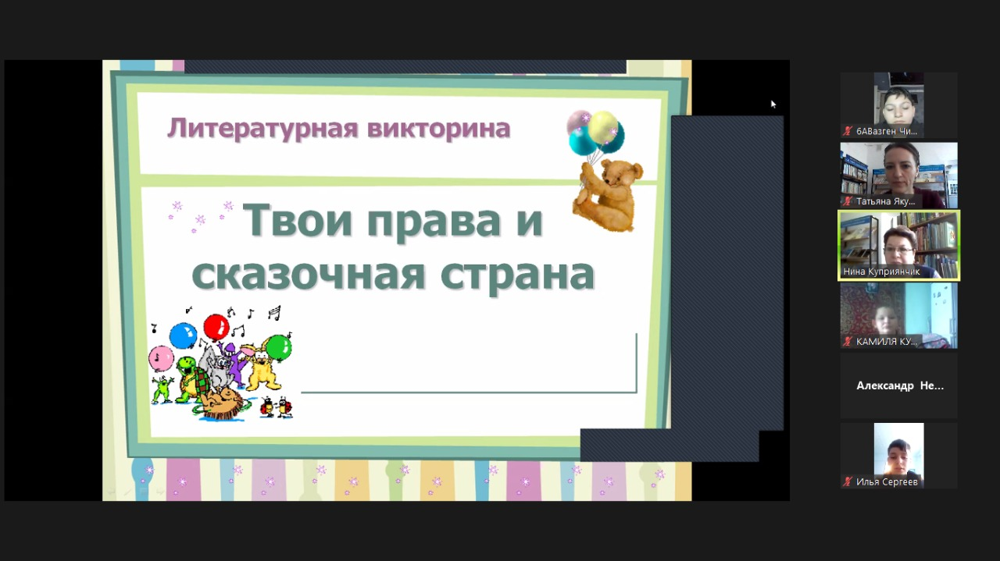 Литературная викторина
Твои права и
сказочная страна
6АВазген Чи...
Татьяна Яку...
Нина Куприянчик
КАМИЛЯ КУ...
Александр Не...
Илья Сергеев